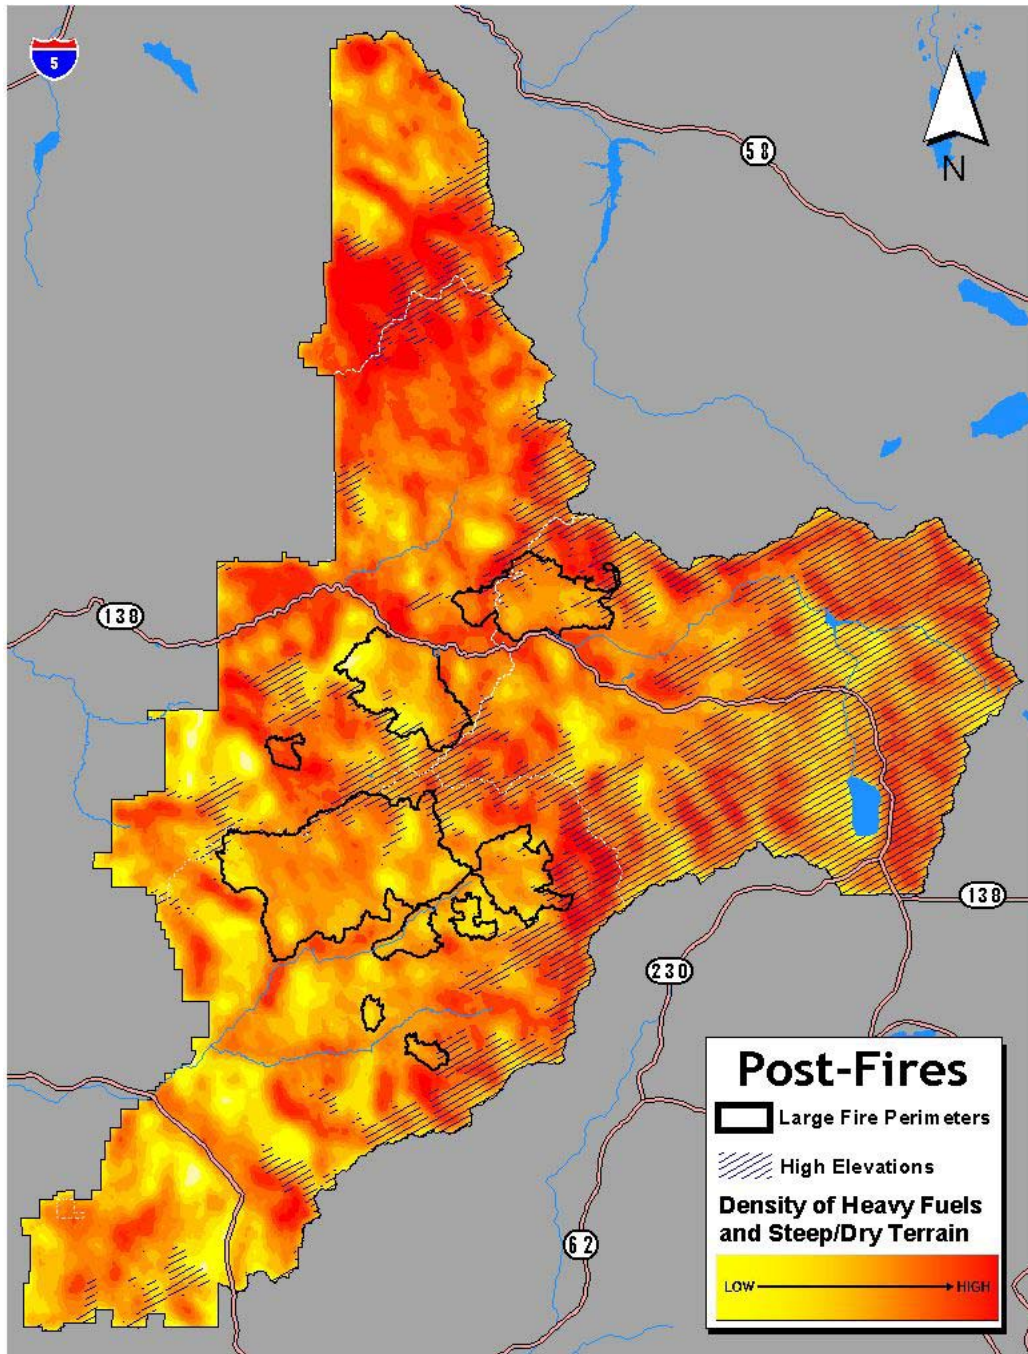 5
58
N
138
138
230
62
Post-Fires
Large Fire Perimeters
High Elevations
Density of Heavy Fuels
and Steep/Dry Terrain
LOW HIGH